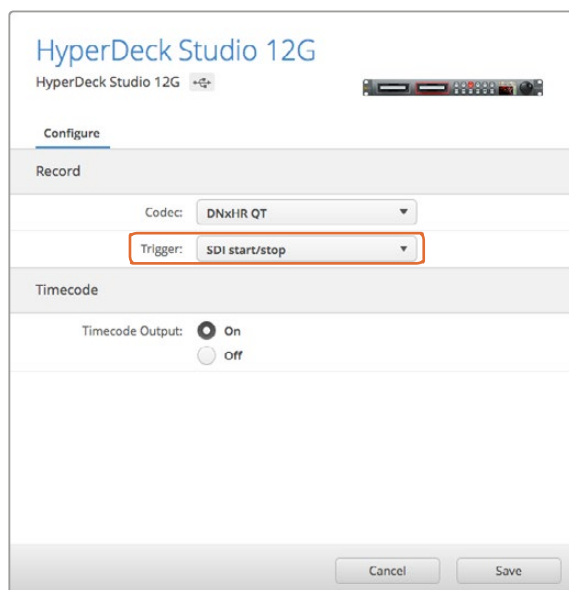 HyperDeck Studio 12G
HyperDeck Studio 12G
Configure
Record
Codec: DNxHR QT
Trigger: SDI start/stop
Timecode
Timecode Output: On
Off
Cancel Save